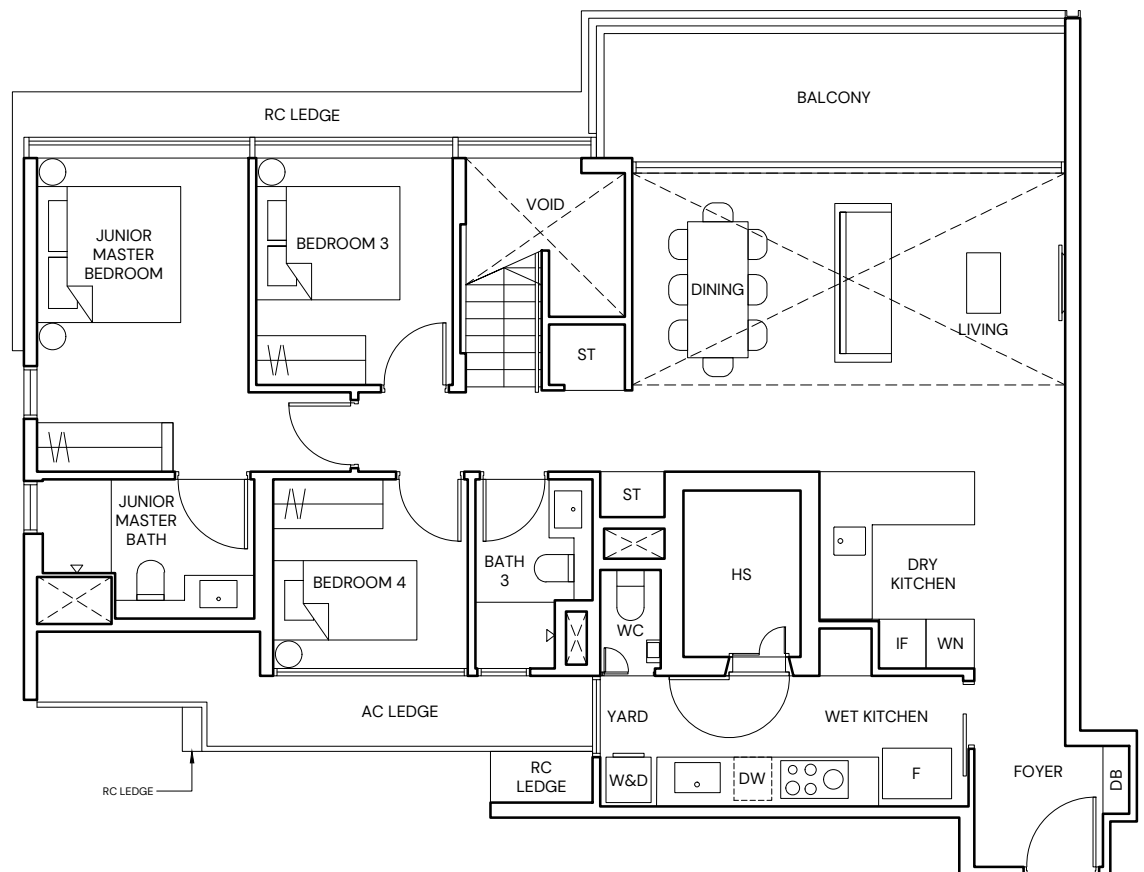 BALCONY
RC LEDGE
VOID
JUNIOR
MASTER
BEDROOM
BEDROOM 3
DINING
LIVING
ST
ST
JUNIOR
MASTER
BATH
BATH
3
DRY
KITCHEN
HS
BEDROOM 4
WC
IF
WN
AC LEDGE
YARD
WET KITCHEN
RC
LEDGE
W&D
DW
F
FOYER
DB
RC LEDGE